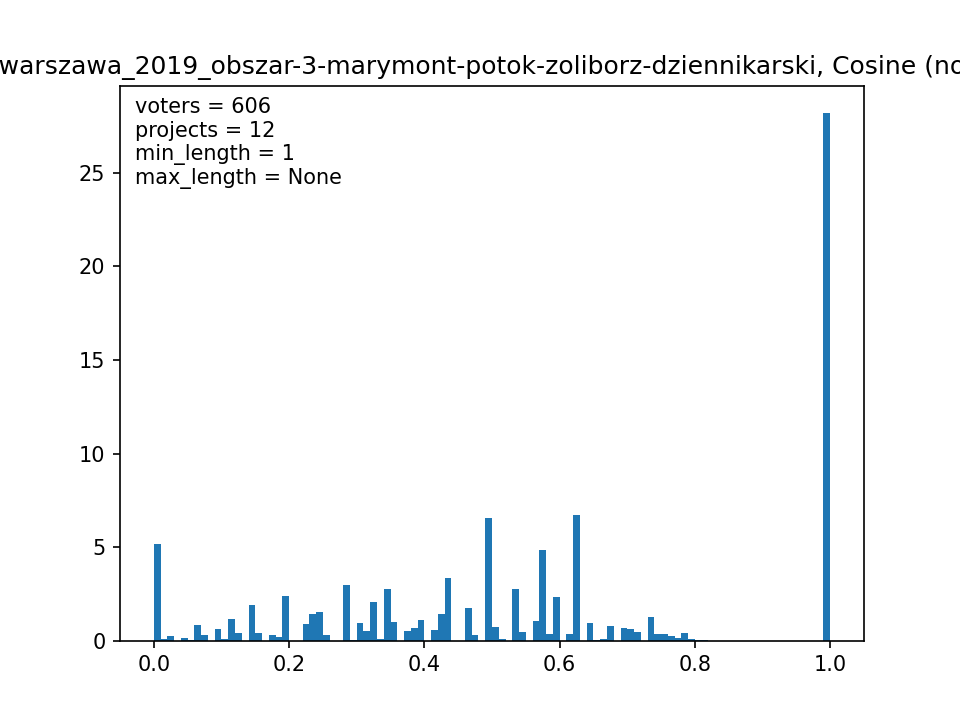 warszawa_2019_obszar-3-marymont-potok-zoliborz-dziennikarski, Cosine (no
voters = 606
projects = 12
min_length = 1
max_length = None
25
20
15
10
5
0
0.0 0.2 0.4 0.6 0.8 1.0